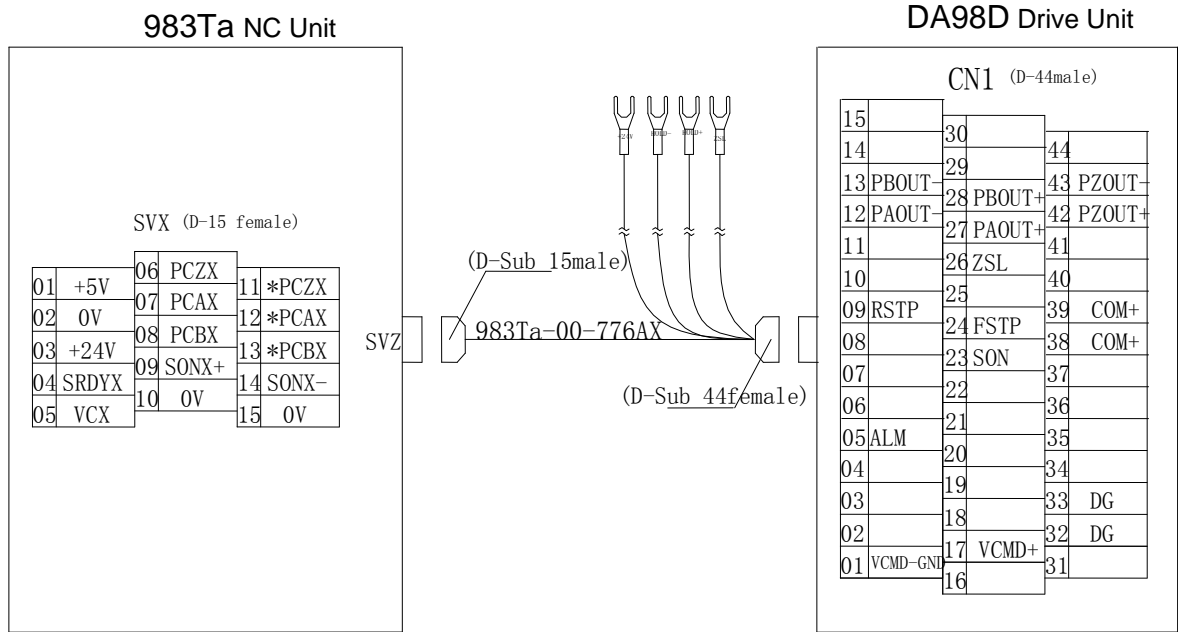 983Ta NC Unit
DA98D Drive Unit
SVX (D-15 female)
06 PCZX
01 +5V
11 *PCZX
07 PCAX
02 0V
12 *PCAX
08 PCBX
03 +24V
13 *PCBX
09 SONX+
04 SRDYX
14 SONX-
10 0V
05 VCX
15 0V
SVZ
+24V
HOLD-
HOLD+
ZSL
(D-Sub 15male)
983Ta-00-776AX
(D-Sub 44female)
CN1 (D-44male)
15
30
14
44
29
13 PBOUT-
43 PZOUT-
28 PBOUT+
12 PAOUT-
42 PZOUT+
27 PAOUT+
11
41
26 ZSL
10
40
25
09 RSTP
39 COM+
24 FSTP
08
38 COM+
23 SON
07
37
22
06
36
21
05 ALM
35
20
04
34
19
03
33 DG
18
02
32 DG
17 VCMD+
01 VCMD-GND
31
16